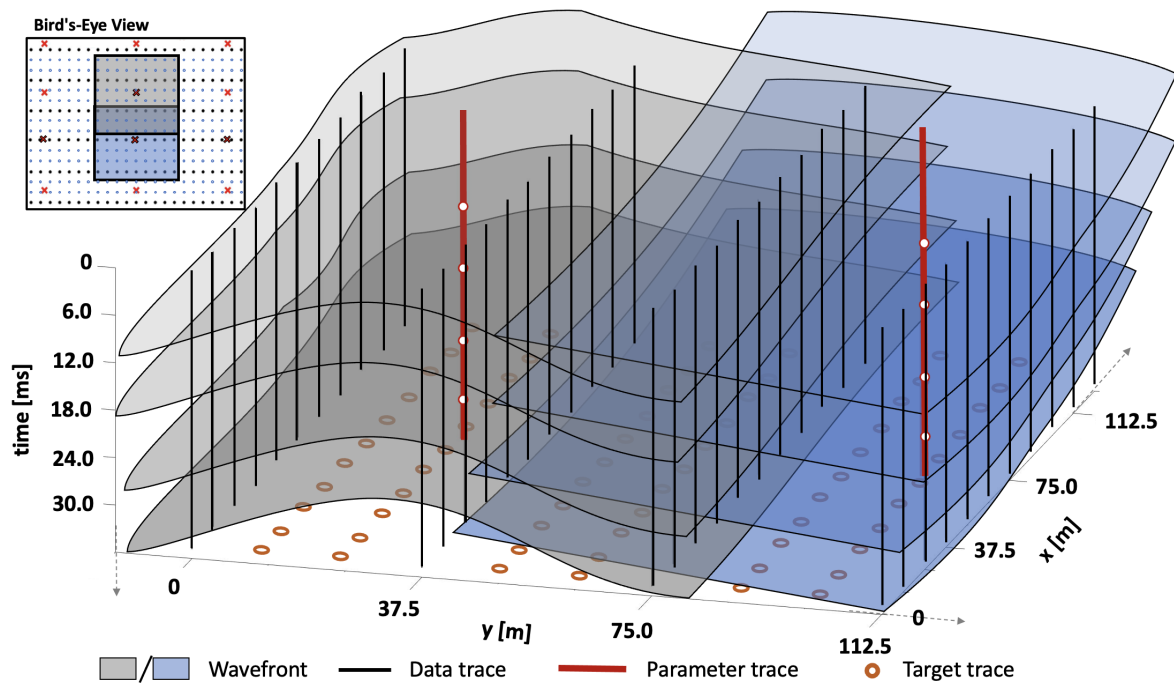 Bird's-Eye View
0
6.0
12.0
18.0
24.0
30.0
time [ms]
0
37.5
75.0
112.5
y [m]
0
37.5
75.0
112.5
x [m]
/ Wavefront Data trace Parameter trace Target trace